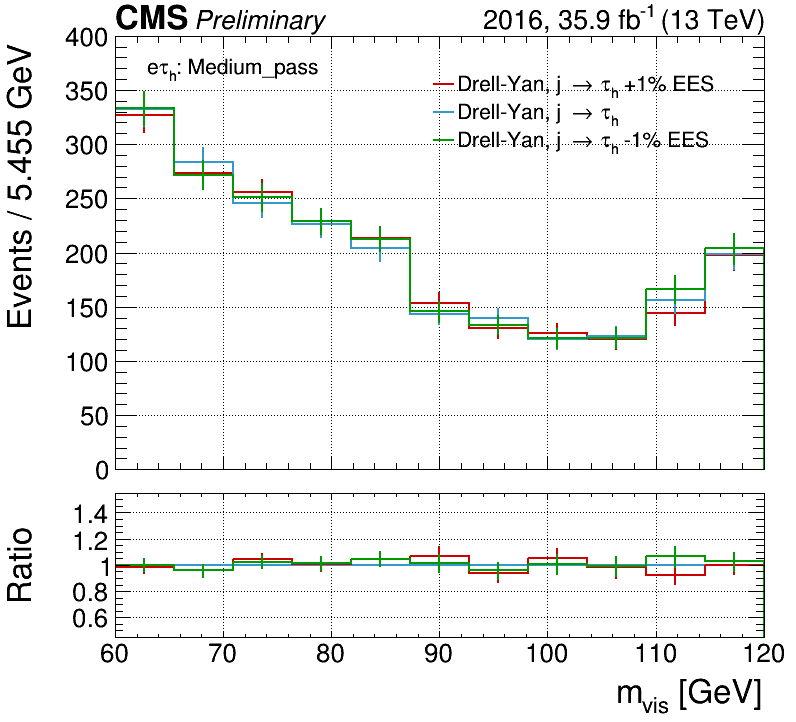 CMS Preliminary 2016, 35.9 fb⁻¹ (13 TeV)
Events / 5.455 GeV
400
350
300
250
200
150
100
50
0
eτₕ: Medium_pass
Drell-Yan, j → τₕ +1% EES
Drell-Yan, j → τₕ
Drell-Yan, j → τₕ -1% EES
Ratio
1.4
1.2
1
0.8
0.6
60 70 80 90 100 110 120
m_vis [GeV]